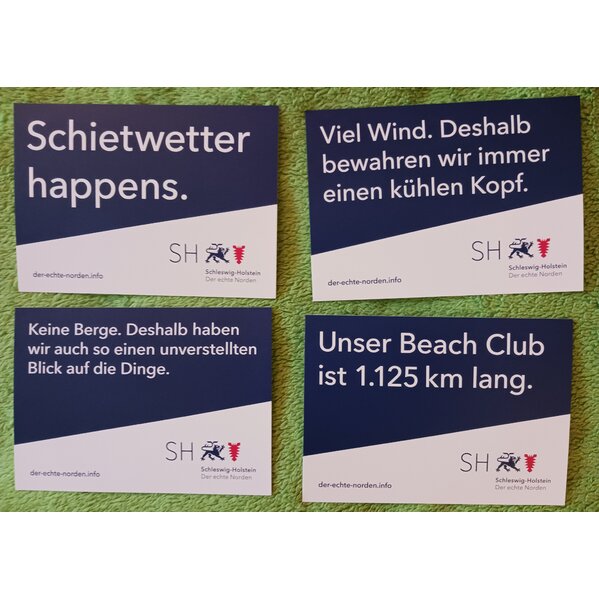 Schietwetter
happens.
SH
Schleswig-Holstein
Der echte Norden
der-echte-norden.info
Viel Wind. Deshalb
bewahren wir immer
einen kühlen Kopf.
SH
Schleswig-Holstein
Der echte Norden
der-echte-norden.info
Keine Berge. Deshalb haben
wir auch so einen unverstellten
Blick auf die Dinge.
SH
Schleswig-Holstein
Der echte Norden
der-echte-norden.info
Unser Beach Club
ist 1.125 km lang.
SH
Schleswig-Holstein
Der echte Norden
der-echte-norden.info